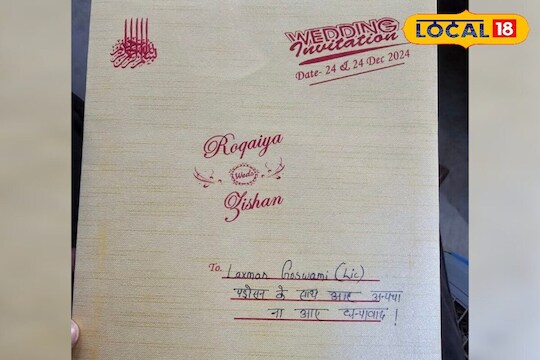 LOCAL 18
WEDDING
Invitation
Date- 24 & 24 Dec 2024
Roqaiya
Weds
Zishan
To. Laxman Goswami (Lic)
पड़ोसन के साथ आए अन्यथा
ना आए धन्यवाद !